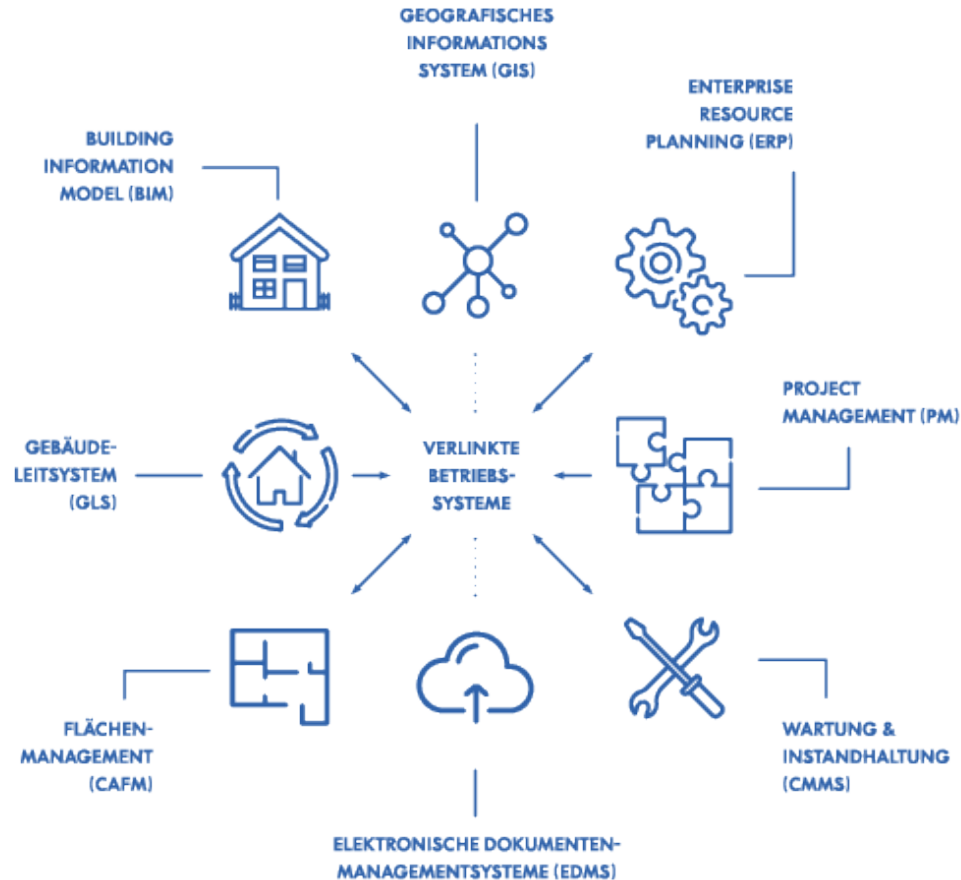 GEOGRAFISCHES
INFORMATIONS
SYSTEM (GIS)
ENTERPRISE
RESOURCE
PLANNING (ERP)
BUILDING
INFORMATION
MODEL (BIM)
PROJECT
MANAGEMENT (PM)
GEBÄUDE-
LEITSYSTEM
(GLS)
VERLINKTE
BETRIEBS-
SYSTEME
FLÄCHEN-
MANAGEMENT
(CAFM)
WARTUNG &
INSTANDHALTUNG
(CMMS)
ELEKTRONISCHE DOKUMENTEN-
MANAGEMENTSYSTEME (EDMS)